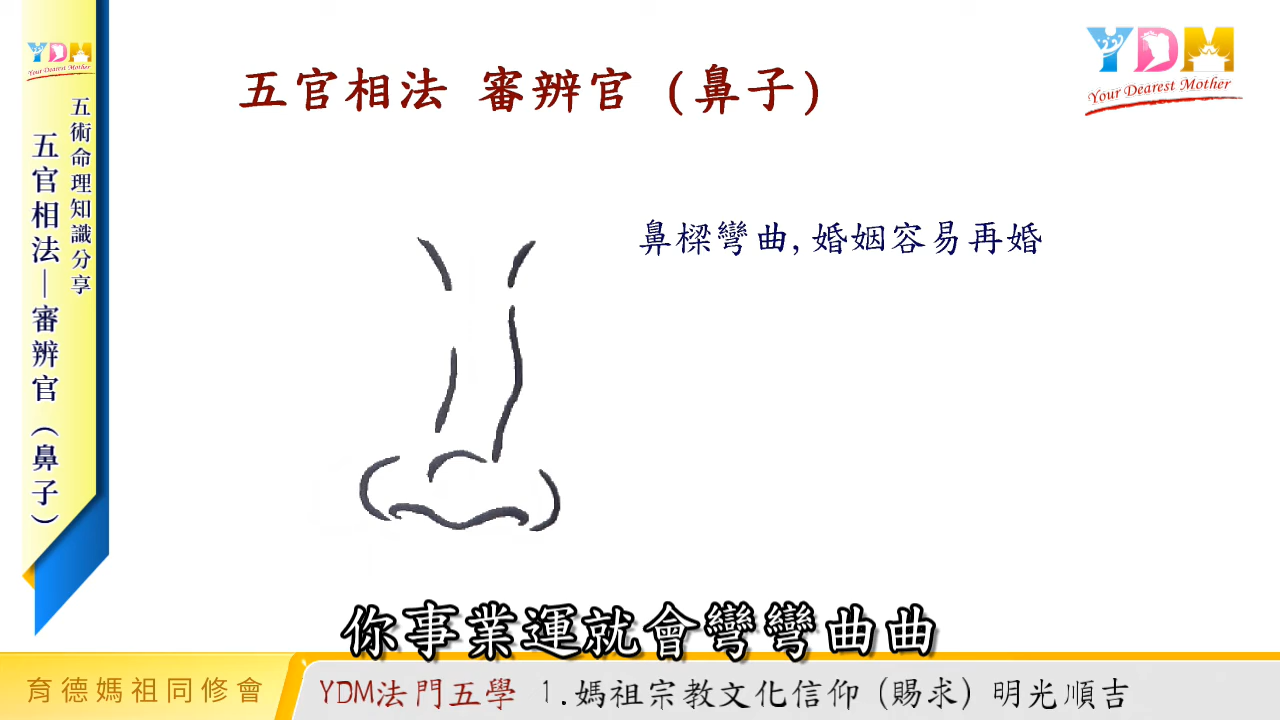 YDM
Your Dearest Mother
五術命理知識分享
五官相法—審辨官（鼻子）
五官相法 審辨官（鼻子）
YDM
Your Dearest Mother
鼻樑彎曲,婚姻容易再婚
你事業運就會彎彎曲曲
育德媽祖同修會
YDM法門五學 1.媽祖宗教文化信仰（賜求）明光順吉